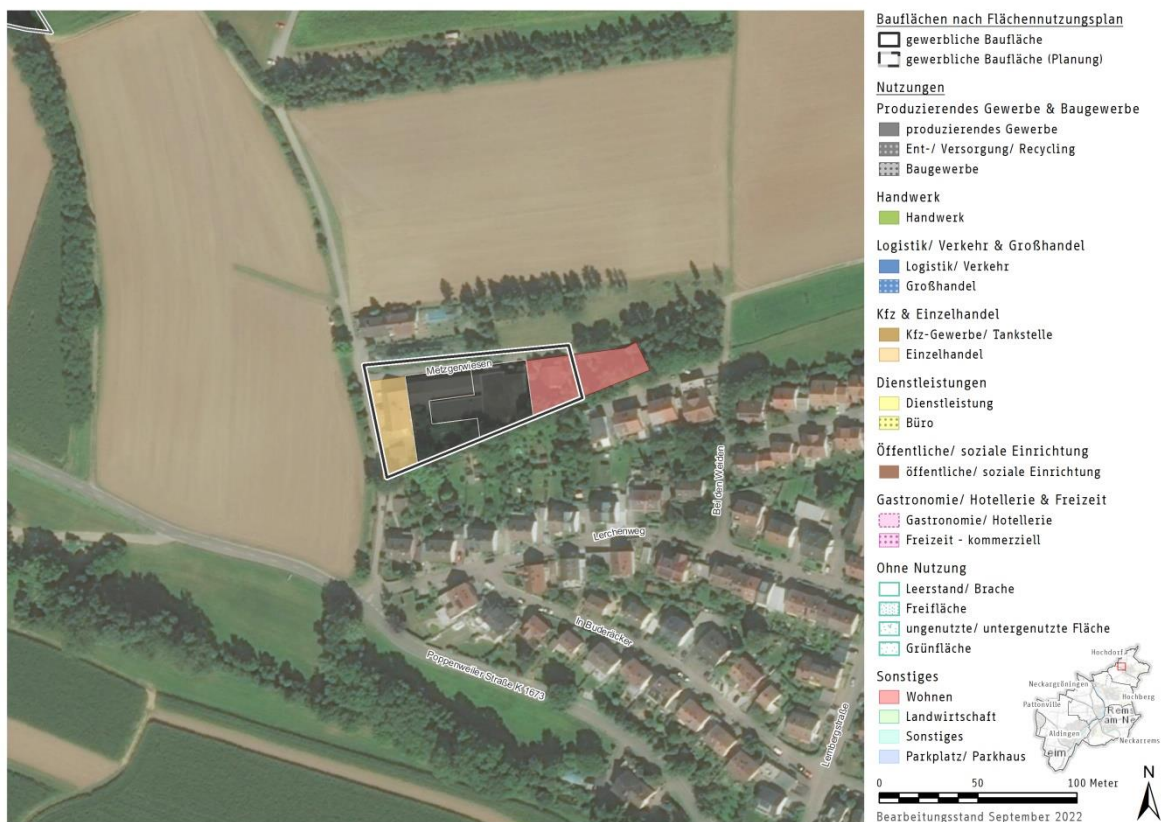 Metzgerwiesen
Bei den Weiden
Lerchenweg
In Buderäcker
Poppenweiler Straße K 1673
Lembergstraße
Bauflächen nach Flächennutzungsplan
gewerbliche Baufläche
gewerbliche Baufläche (Planung)
Nutzungen
Produzierendes Gewerbe & Baugewerbe
produzierendes Gewerbe
Ent-/ Versorgung/ Recycling
Baugewerbe
Handwerk
Handwerk
Logistik/ Verkehr & Großhandel
Logistik/ Verkehr
Großhandel
Kfz & Einzelhandel
Kfz-Gewerbe/ Tankstelle
Einzelhandel
Dienstleistungen
Dienstleistung
Büro
Öffentliche/ soziale Einrichtung
öffentliche/ soziale Einrichtung
Gastronomie/ Hotellerie & Freizeit
Gastronomie/ Hotellerie
Freizeit - kommerziell
Ohne Nutzung
Leerstand/ Brache
Freifläche
ungenutzte/ untergenutzte Fläche
Grünfläche
Sonstiges
Wohnen
Landwirtschaft
Sonstiges
Parkplatz/ Parkhaus
Hochdorf
Neckargröningen
Hochberg
Pattonville
Rems
am-Ne
Aldingen
Neckarrems
eim
0 50 100 Meter
N
Bearbeitungsstand September 2022